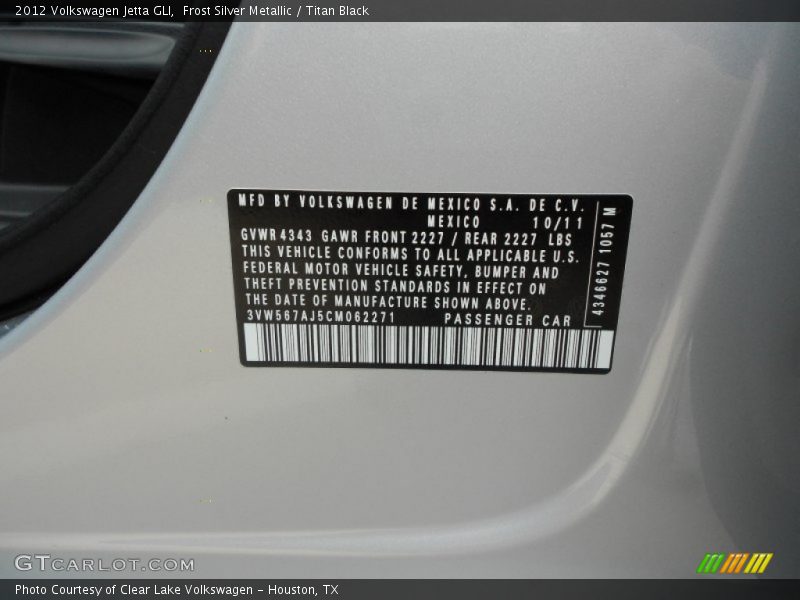 2012 Volkswagen Jetta GLI,  Frost Silver Metallic / Titan Black
MFD BY VOLKSWAGEN DE MEXICO S.A. DE C.V.
MEXICO 10/11
GVWR 4343 GAWR FRONT 2227 / REAR 2227 LBS
THIS VEHICLE CONFORMS TO ALL APPLICABLE U.S.
FEDERAL MOTOR VEHICLE SAFETY, BUMPER AND
THEFT PREVENTION STANDARDS IN EFFECT ON
THE DATE OF MANUFACTURE SHOWN ABOVE.
3VW567AJ5CM062271 PASSENGER CAR
4346627 1057 M
GTCARLOT.COM
Photo Courtesy of Clear Lake Volkswagen - Houston, TX